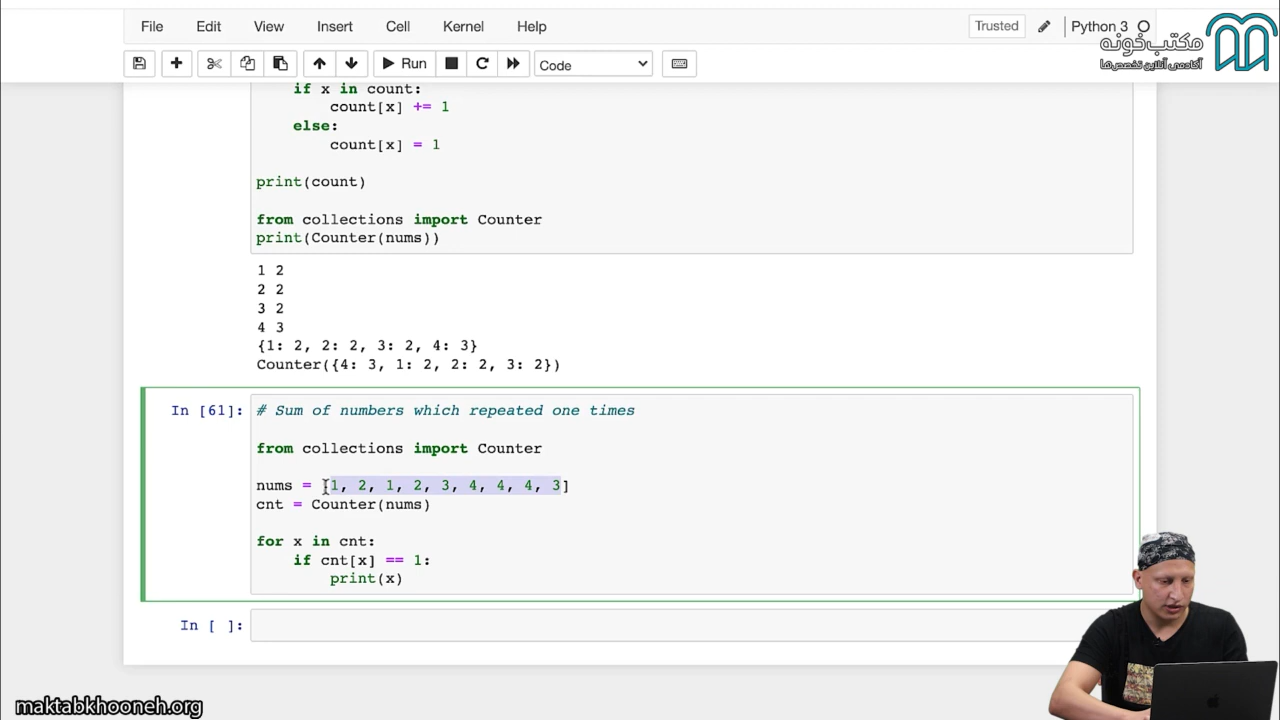 File Edit View Insert Cell Kernel Help Trusted Python 3
مکتب‌خونه
آکادمی آنلاین تخصص‌ها
Run Code
if x in count:
count[x] += 1
else:
count[x] = 1
print(count)
from collections import Counter
print(Counter(nums))
1 2
2 2
3 2
4 3
{1: 2, 2: 2, 3: 2, 4: 3}
Counter({4: 3, 1: 2, 2: 2, 3: 2})
In [61]: # Sum of numbers which repeated one times
from collections import Counter
nums = [1, 2, 1, 2, 3, 4, 4, 4, 3]
cnt = Counter(nums)
for x in cnt:
if cnt[x] == 1:
print(x)
In [ ]:
maktabkhooneh.org